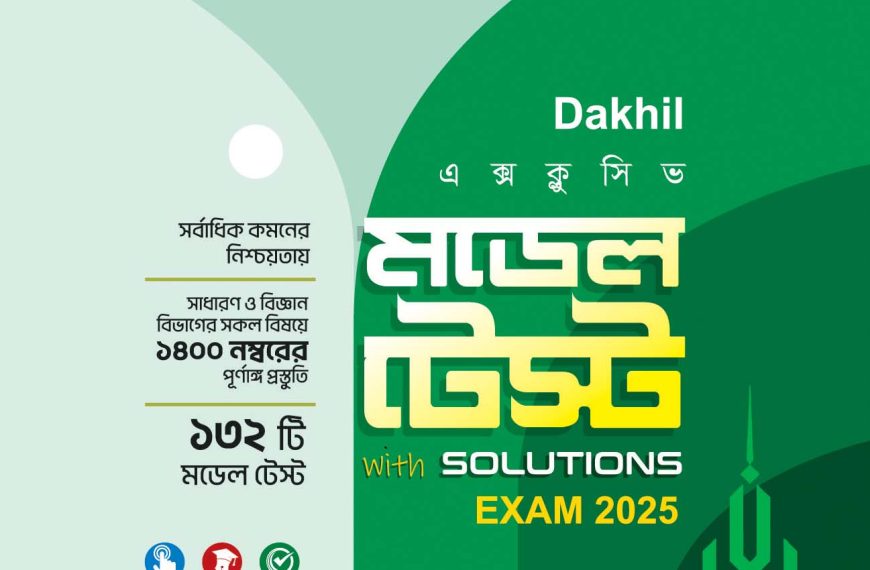 Dakhil
এক্সক্লুসিভ
মডেল
টেস্ট
with SOLUTIONS
EXAM 2025
সর্বাধিক কমনের
নিশ্চয়তায়
সাধারণ ও বিজ্ঞান
বিভাগের সকল বিষয়ে
১৪০০ নম্বরের
পূর্ণাঙ্গ প্রস্তুতি
১৩২ টি
মডেল টেস্ট